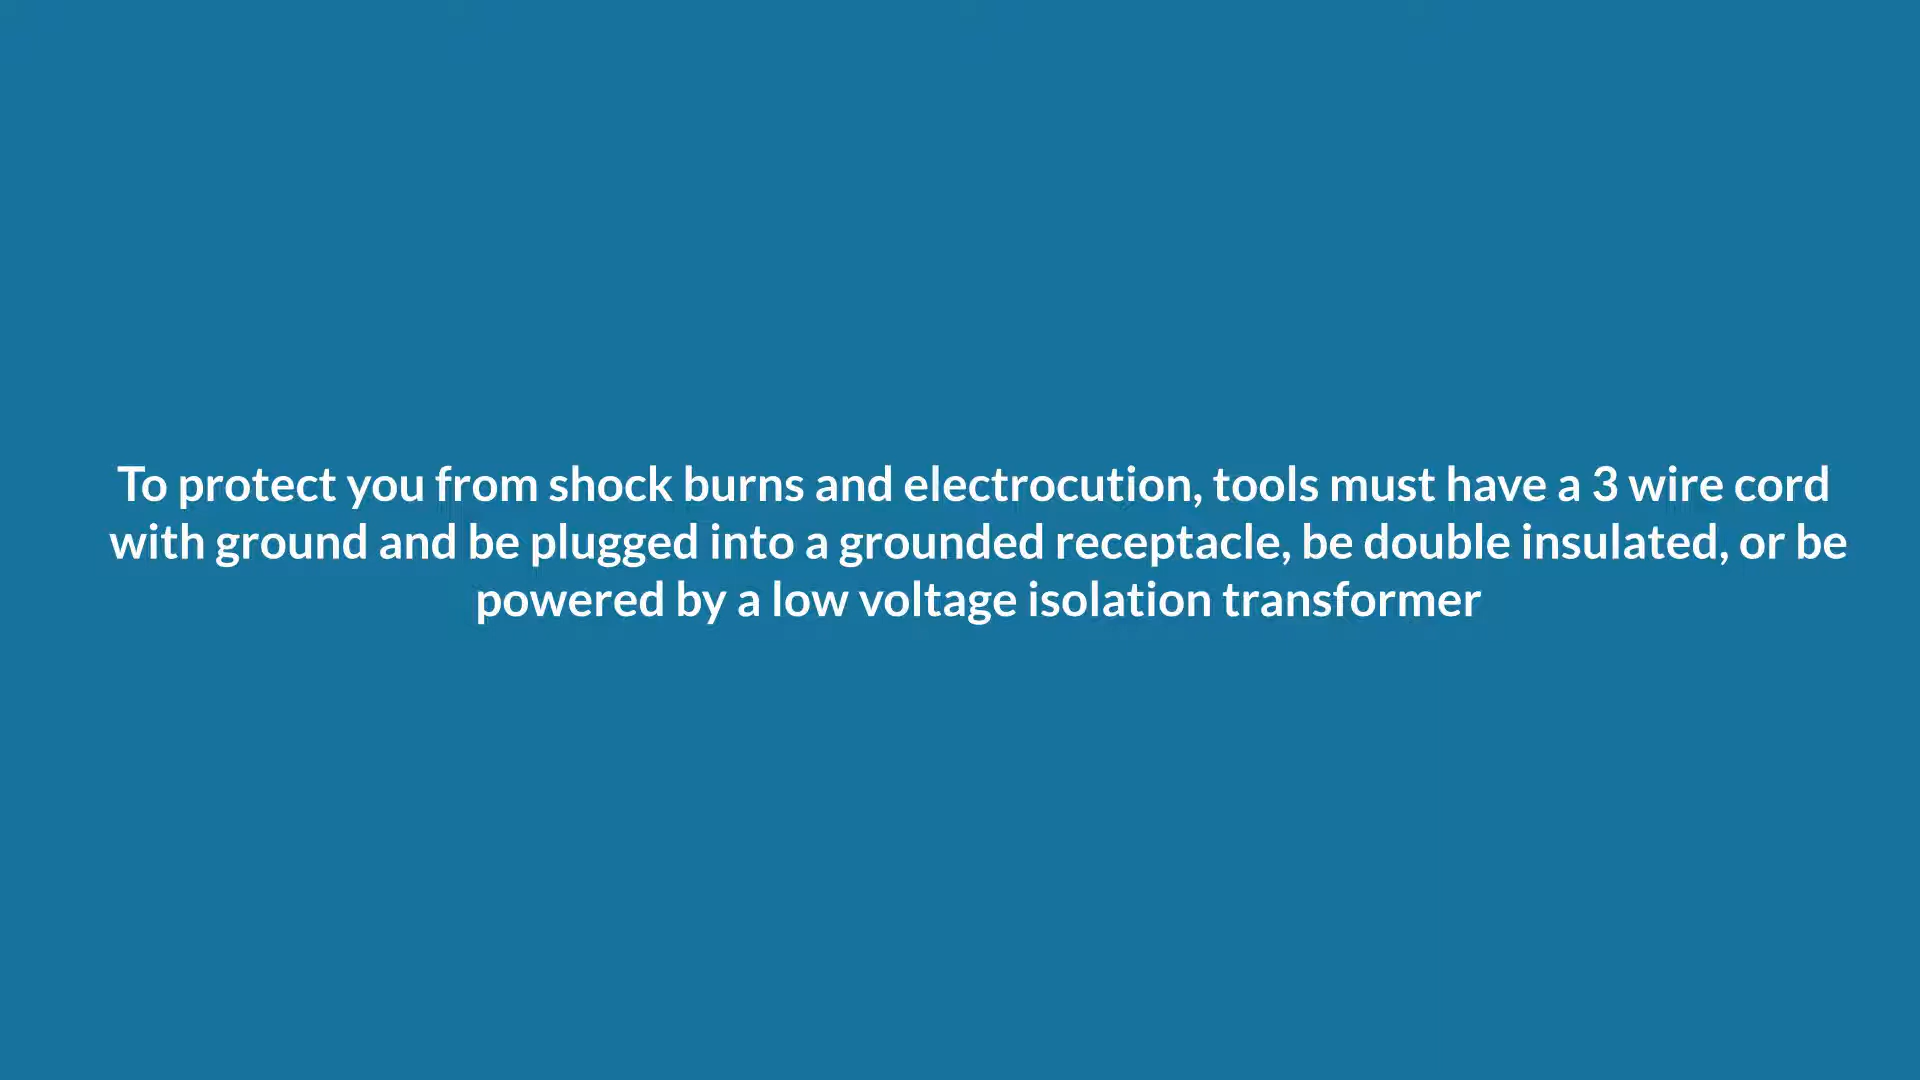 To protect you from shock burns and electrocution, tools must have a 3 wire cord
with ground and be plugged into a grounded receptacle, be double insulated, or be
powered by a low voltage isolation transformer